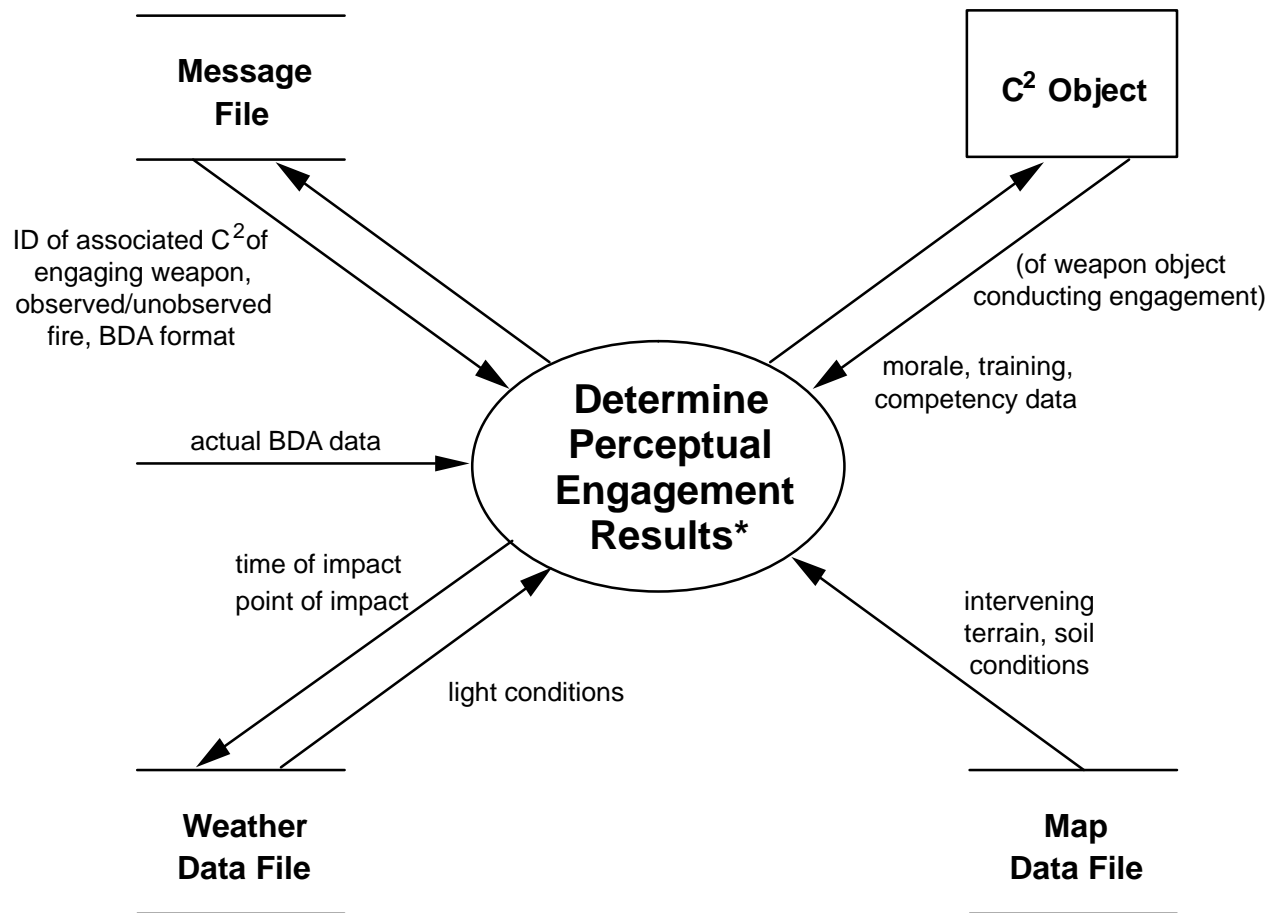 Message
File
C² Object
ID of associated C² of
engaging weapon,
observed/unobserved
fire, BDA format
(of weapon object
conducting engagement)
morale, training,
competency data
Determine
Perceptual
Engagement
Results*
actual BDA data
time of impact
point of impact
light conditions
intervening
terrain, soil
conditions
Weather
Data File
Map
Data File